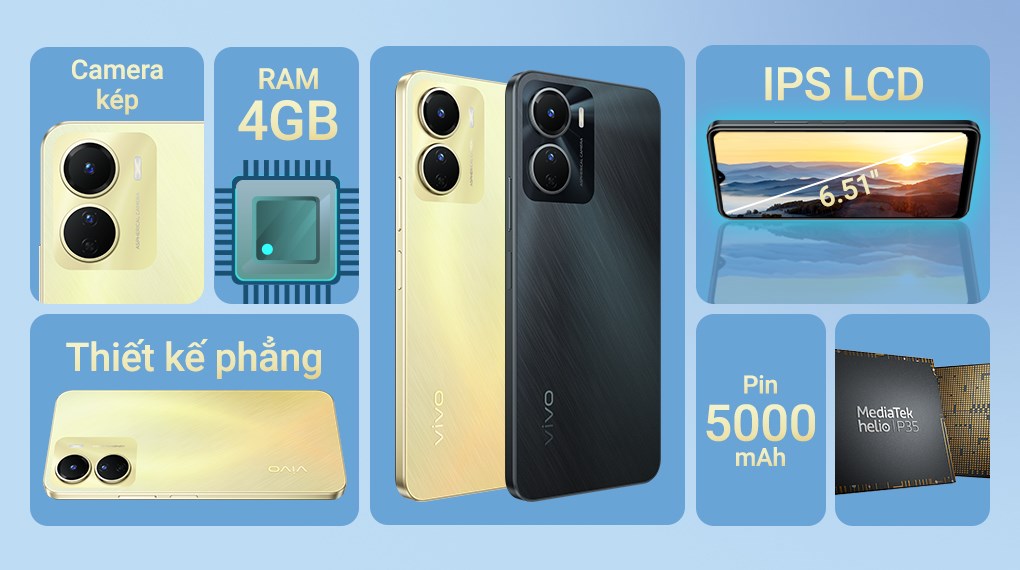 Camera
kép
RAM
4GB
IPS LCD
6.51"
Thiết kế phẳng
vivo
vivo
vivo
Pin
5000
mAh
MediaTek
helio | P35